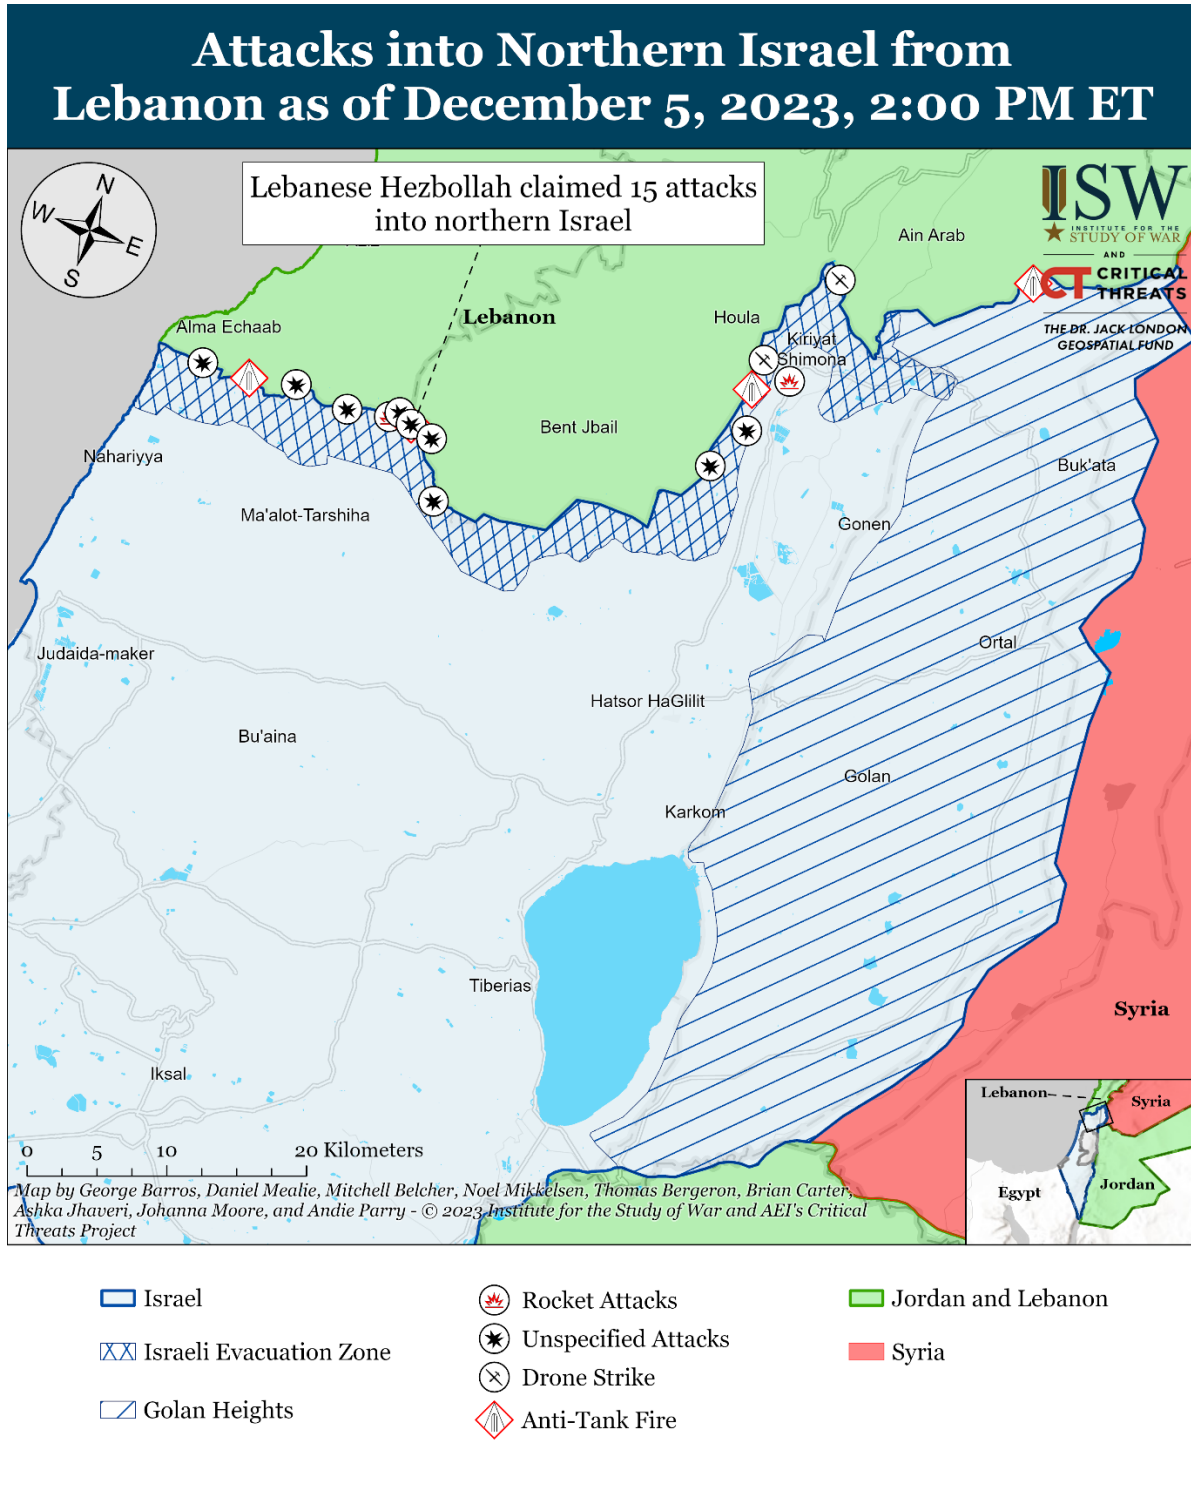 Attacks into Northern Israel from
Lebanon as of December 5, 2023, 2:00 PM ET
N
W
E
S
Lebanese Hezbollah claimed 15 attacks
into northern Israel
ISW
INSTITUTE FOR THE
STUDY OF WAR
AND
CT CRITICAL
THREATS
THE DR. JACK LONDON
GEOSPATIAL FUND
Ain Arab
Alma Echaab
Lebanon
Houla
Kiriyat
Shimona
Bent Jbail
Nahariyya
Buk'ata
Ma'alot-Tarshiha
Gonen
Judaida-maker
Ortal
Hatsor HaGlilit
Bu'aina
Golan
Karkom
Tiberias
Syria
Iksal
Lebanon
Syria
Egypt
Jordan
0 5 10 20 Kilometers
Map by George Barros, Daniel Mealie, Mitchell Belcher, Noel Mikkelsen, Thomas Bergeron, Brian Carter,
Ashka Jhaveri, Johanna Moore, and Andie Parry - © 2023 Institute for the Study of War and AEI's Critical
Threats Project
Israel
Israeli Evacuation Zone
Golan Heights
Rocket Attacks
Unspecified Attacks
Drone Strike
Anti-Tank Fire
Jordan and Lebanon
Syria